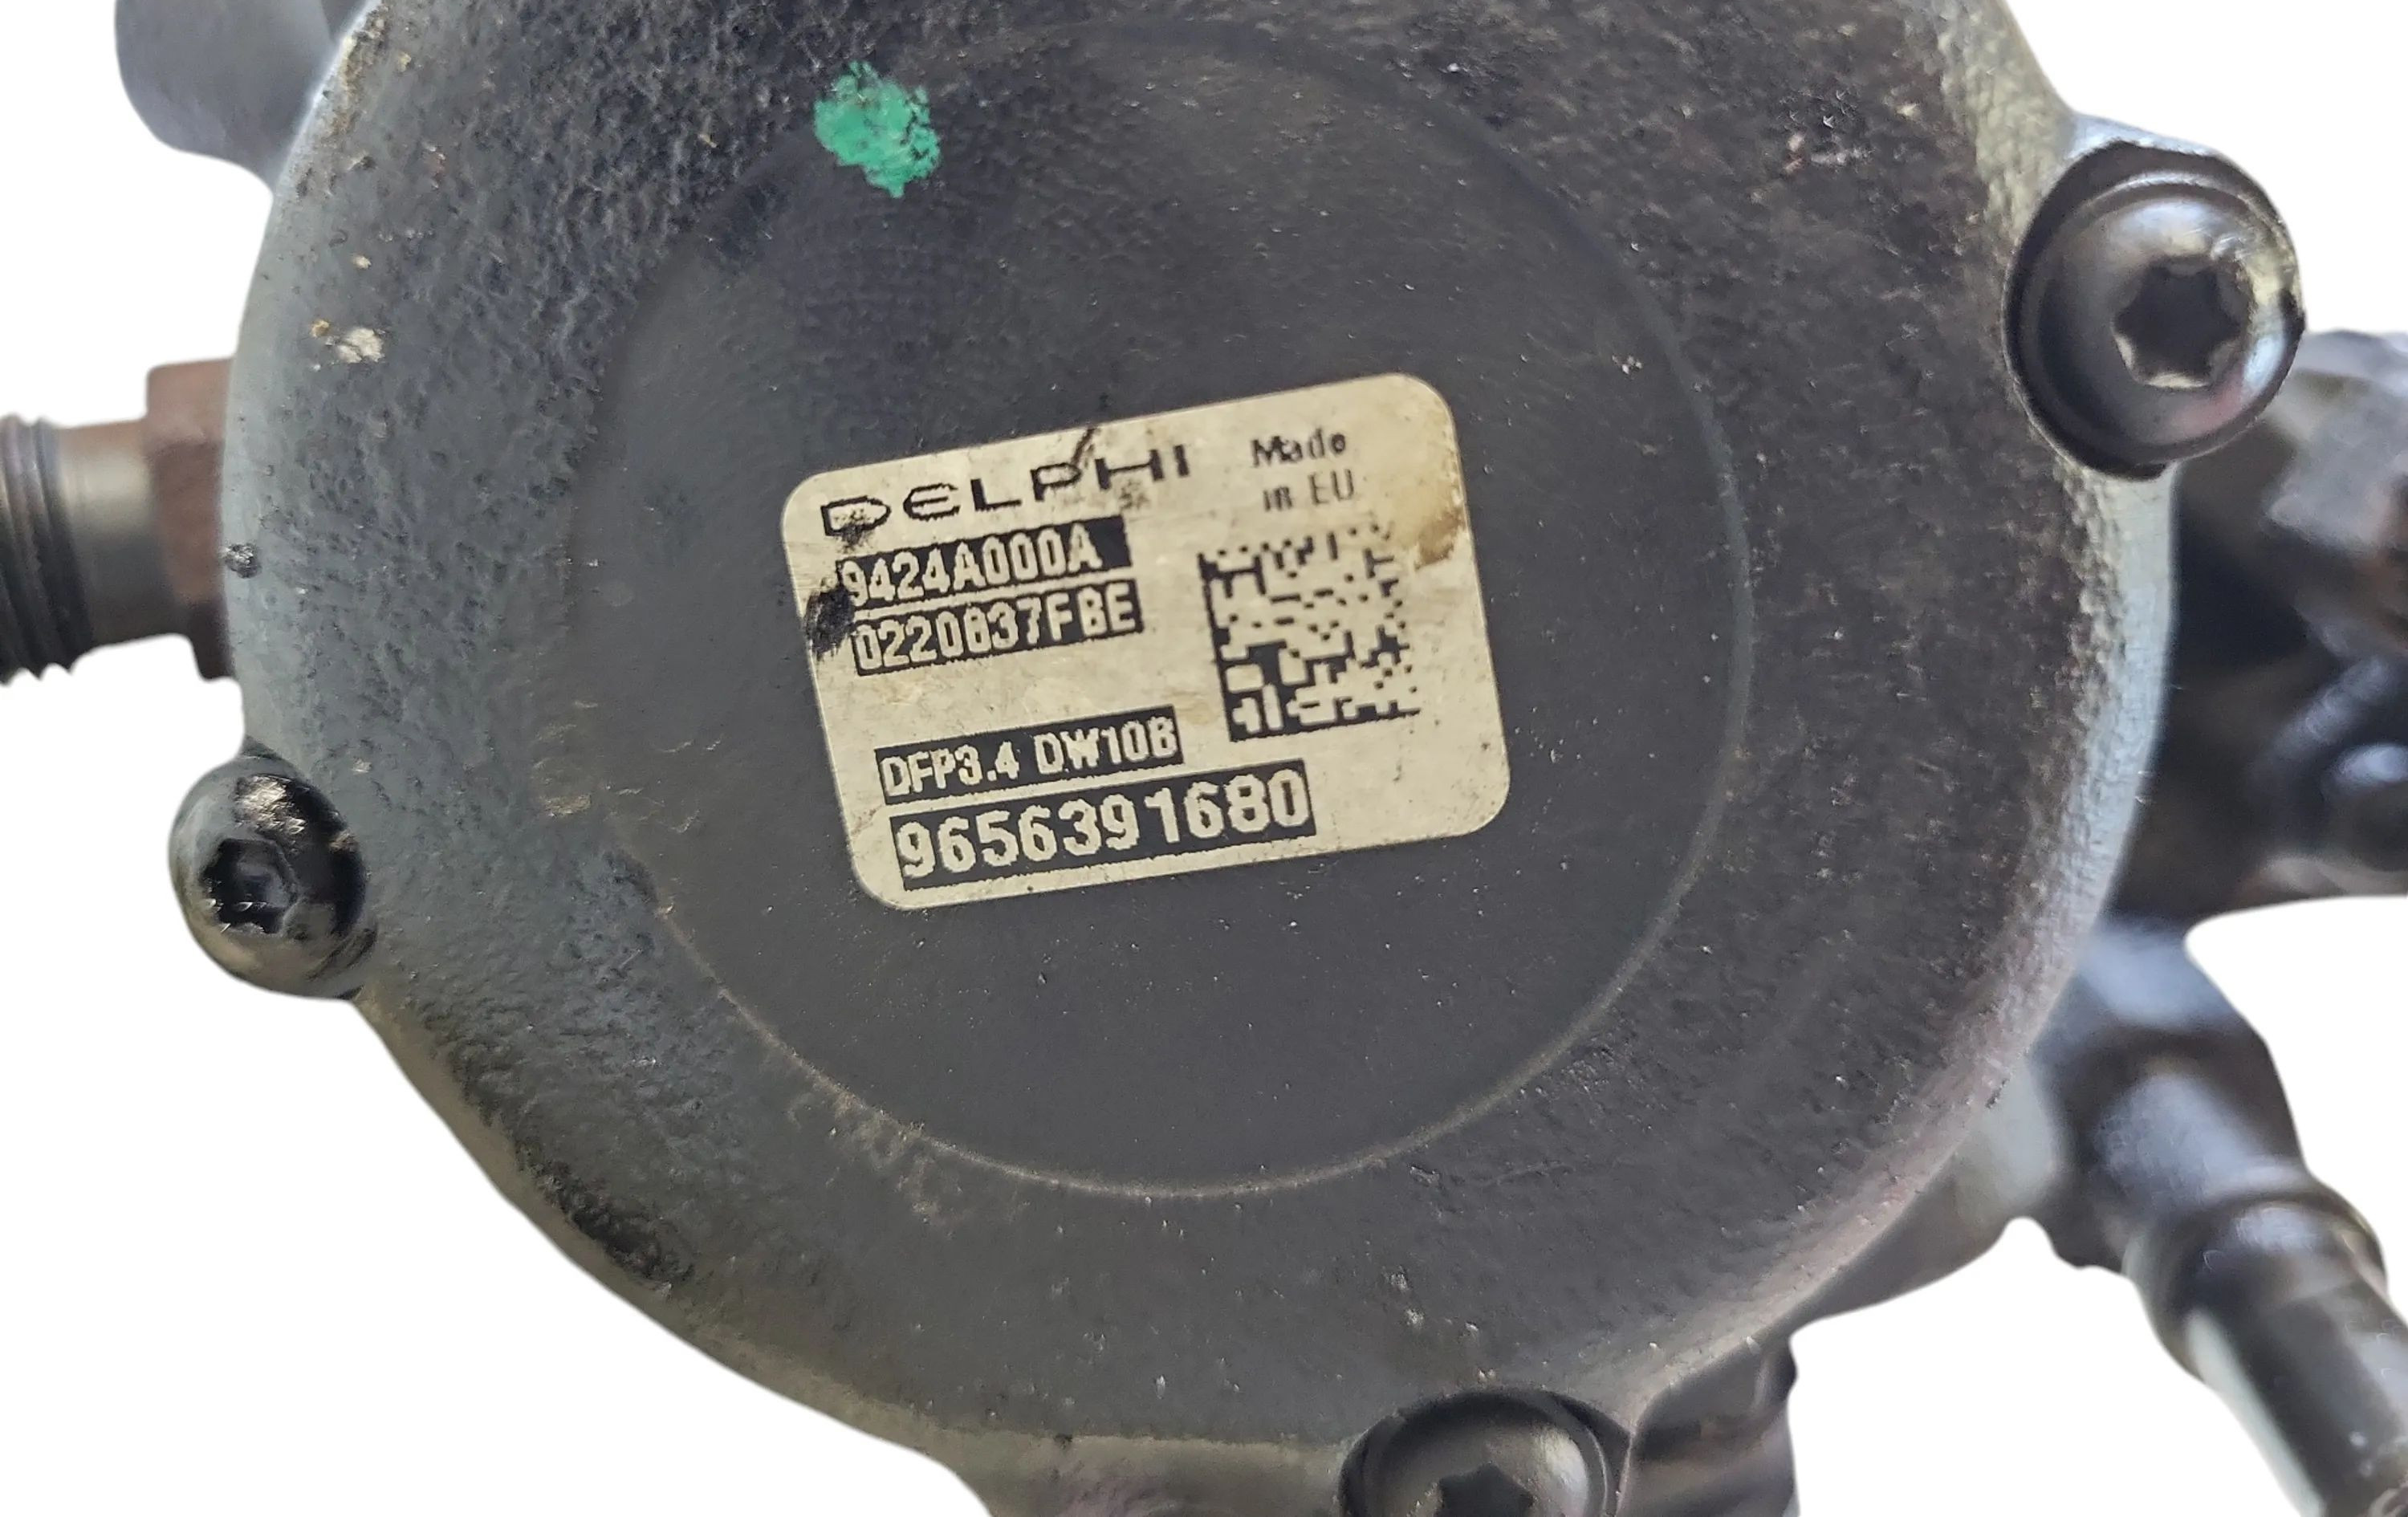 DELPHI
Made
in EU
9424A000A
0220837FBE
DFP3.4 DW10B
9656391680